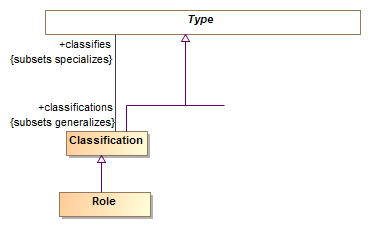 Type
+classifies
{subsets specializes}
+classifications
{subsets generalizes}
Classification
Role